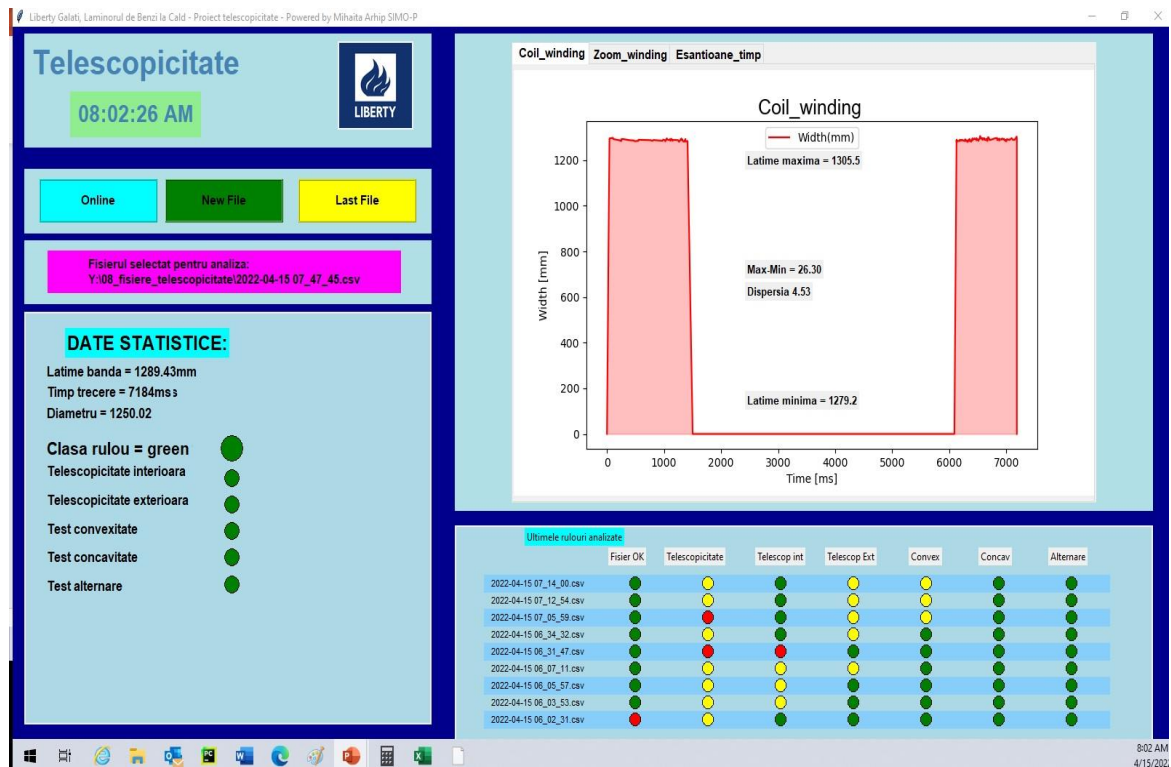 Liberty Galati, Laminorul de Benzi la Cald - Proiect telescopicitate - Powered by Mihaita Arhip SIMO-P
Telescopicitate
08:02:26 AM
LIBERTY
Online
New File
Last File
Fisierul selectat pentru analiza:
Y:\08_fisiere_telescopicitate\2022-04-15 07_47_45.csv
DATE STATISTICE:
Latime banda = 1289.43mm
Timp trecere = 7184ms s
Diametru = 1250.02
Clasa rulou = green
Telescopicitate interioara
Telescopicitate exterioara
Test convexitate
Test concavitate
Test alternare
Coil_winding Zoom_winding Esantioane_timp
Coil_winding
Width(mm)
Latime maxima = 1305.5
Max-Min = 26.30
Dispersia 4.53
Latime minima = 1279.2
Width [mm]
1200
1000
800
600
400
200
0
0 1000 2000 3000 4000 5000 6000 7000
Time [ms]
Ultimele rulouri analizate
Fisier OK Telescopicitate Telescop int Telescop Ext Convex Concav Alternare
2022-04-15 07_14_00.csv
2022-04-15 07_12_54.csv
2022-04-15 07_05_59.csv
2022-04-15 06_34_32.csv
2022-04-15 06_31_47.csv
2022-04-15 06_07_11.csv
2022-04-15 06_05_57.csv
2022-04-15 06_03_53.csv
2022-04-15 06_02_31.csv
8:02 AM
4/15/202